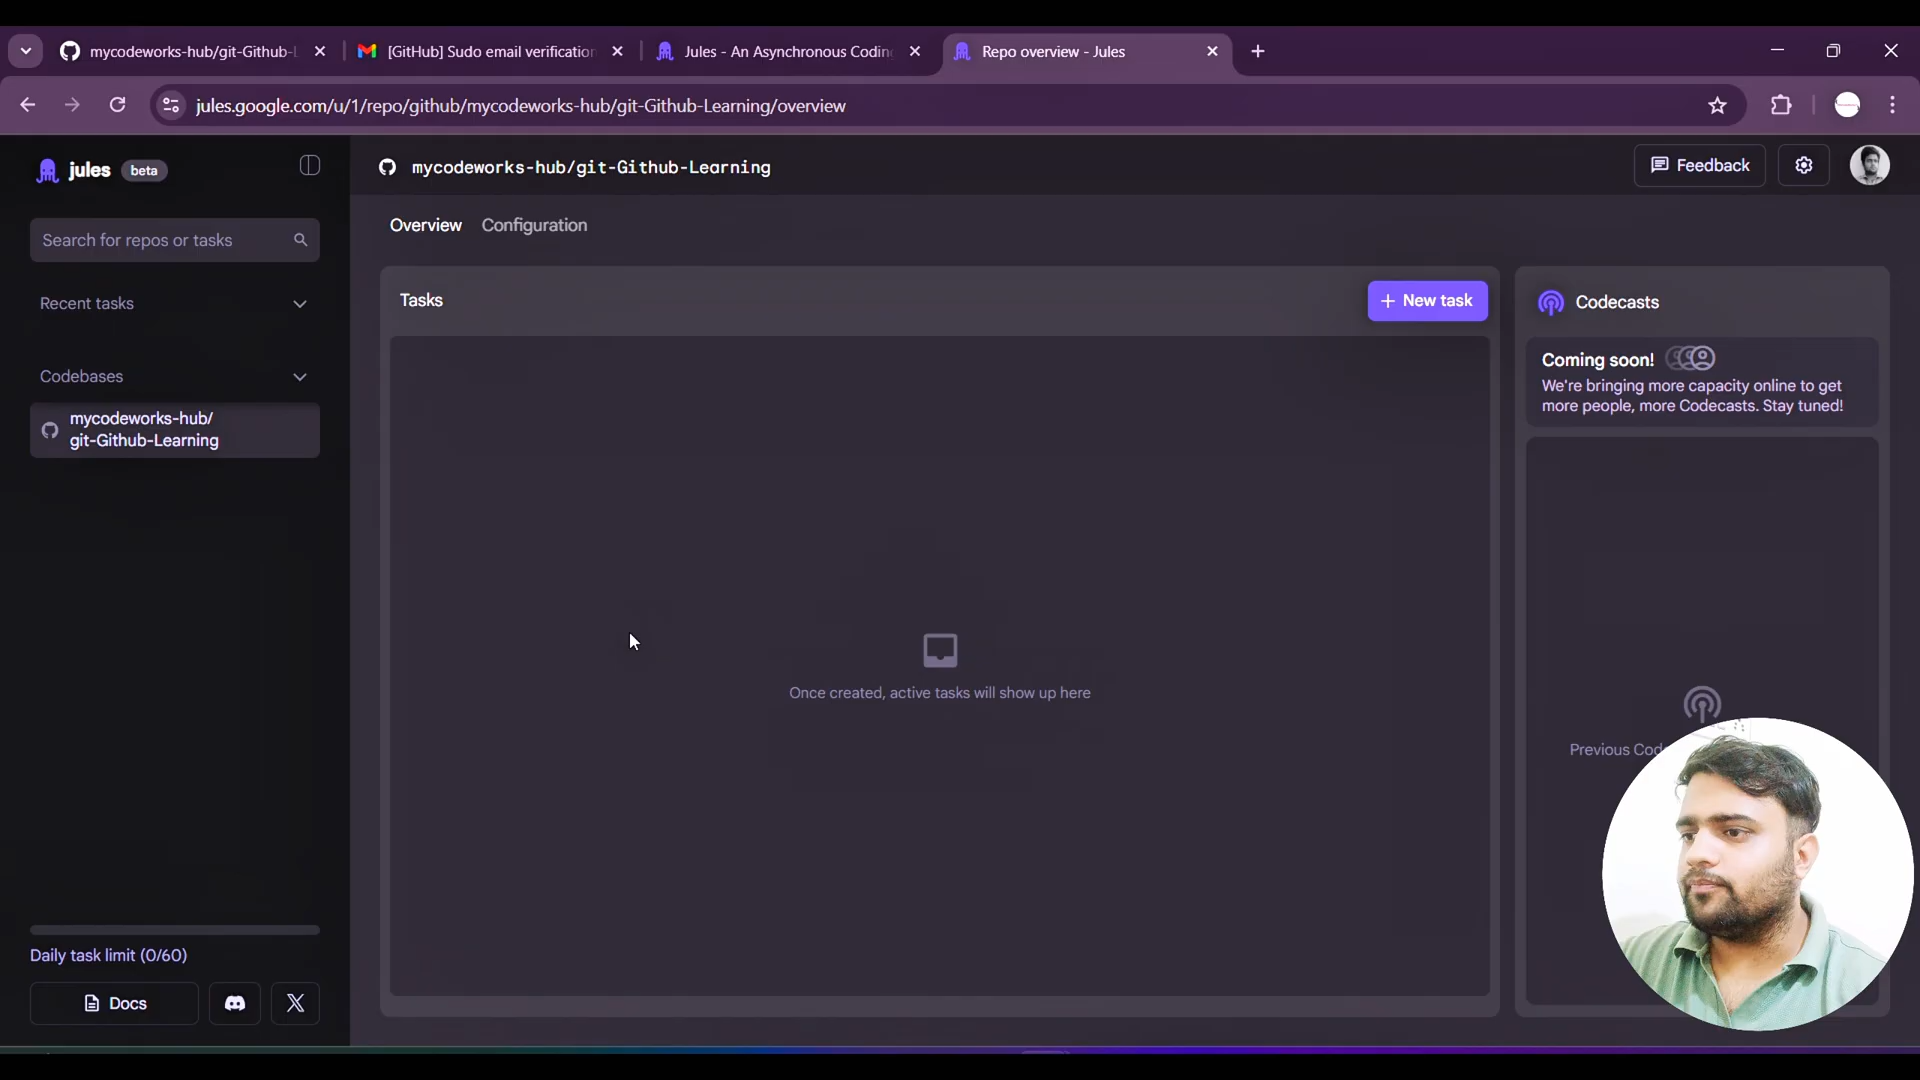 mycodeworks-hub/git-Github-L
[GitHub] Sudo email verification
Jules - An Asynchronous Coding
Repo overview - Jules
jules.google.com/u/1/repo/github/mycodeworks-hub/git-Github-Learning/overview
jules beta
mycodeworks-hub/git-Github-Learning
Feedback
Search for repos or tasks
Overview Configuration
Recent tasks
Tasks
+ New task
Codecasts
Codebases
mycodeworks-hub/
git-Github-Learning
Coming soon!
We're bringing more capacity online to get
more people, more Codecasts. Stay tuned!
Once created, active tasks will show up here
Previous
Daily task limit (0/60)
Docs